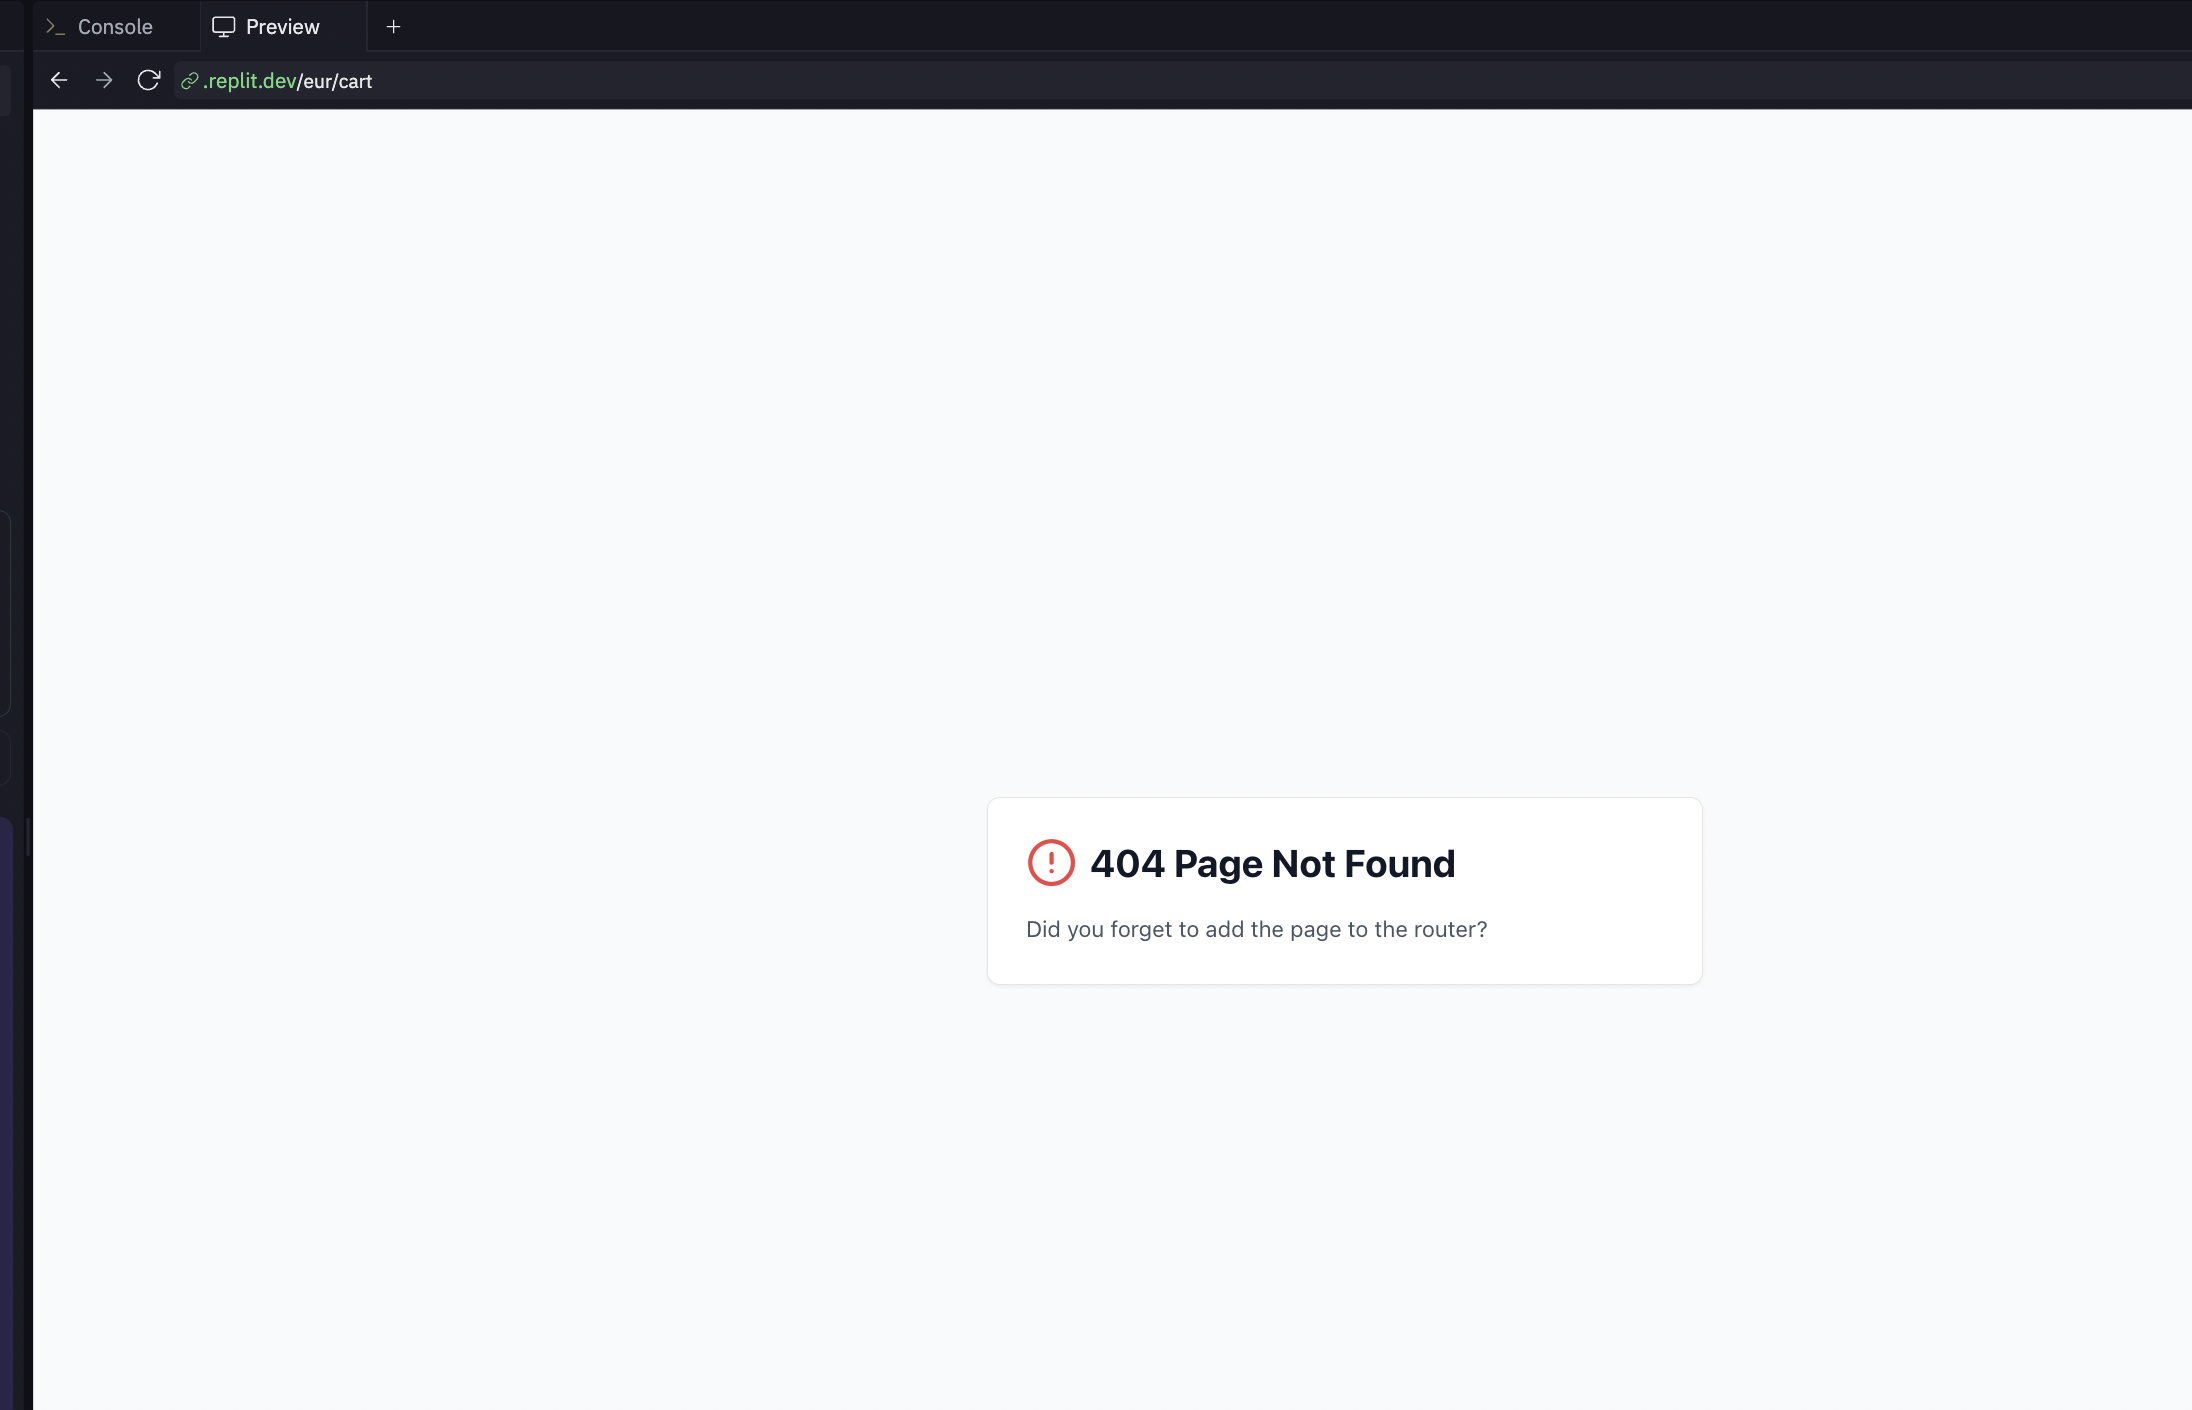 Console
Preview
.replit.dev/eur/cart
404 Page Not Found
Did you forget to add the page to the router?